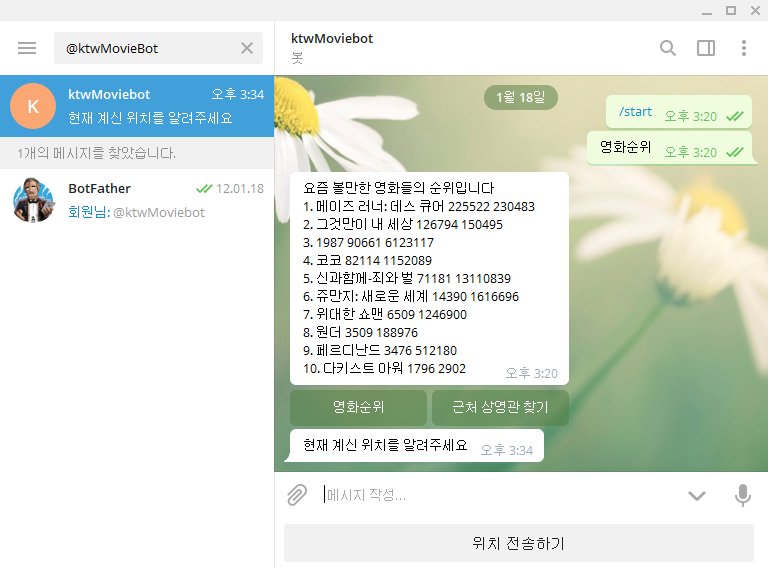 @ktwMovieBot
K
ktwMoviebot
오후 3:34
현재 계신 위치를 알려주세요
1개의 메시지를 찾았습니다.
BotFather
12.01.18
회원님: @ktwMoviebot
ktwMoviebot
봇
1월 18일
/start 오후 3:20
영화순위 오후 3:20
요즘 볼만한 영화들의 순위입니다
1. 메이즈 러너: 데스 큐어 225522 230483
2. 그것만이 내 세상 126794 150495
3. 1987 90661 6123117
4. 코코 82114 1152089
5. 신과함께-죄와 벌 71181 13110839
6. 쥬만지: 새로운 세계 14390 1616696
7. 위대한 쇼맨 6509 1246900
8. 원더 3509 188976
9. 페르디난드 3476 512180
10. 다키스트 아워 1796 2902
오후 3:20
영화순위
근처 상영관 찾기
현재 계신 위치를 알려주세요 오후 3:34
메시지 작성...
위치 전송하기